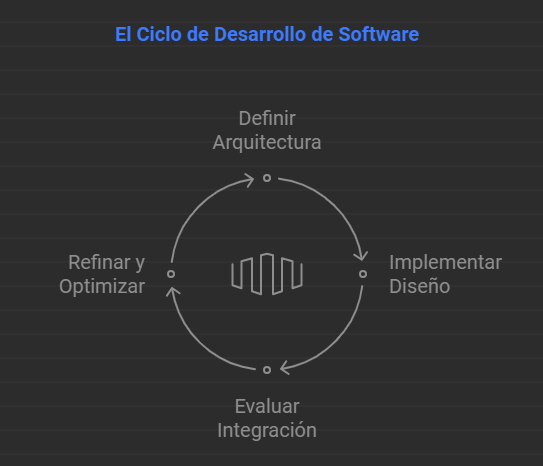 El Ciclo de Desarrollo de Software
Definir
Arquitectura
Refinar y
Optimizar
Implementar
Diseño
Evaluar
Integración